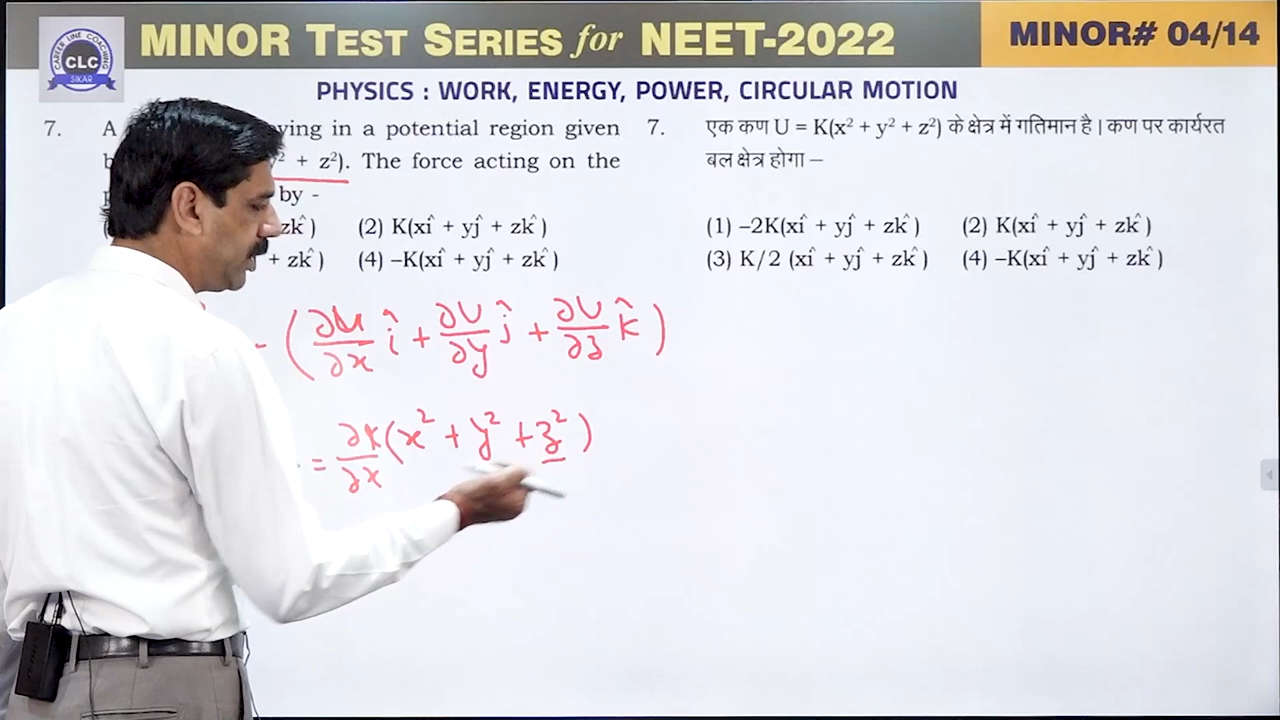 CAREER LINE COACHING
CLC
SIKAR
MINOR TEST SERIES for NEET-2022
MINOR# 04/14
PHYSICS : WORK, ENERGY, POWER, CIRCULAR MOTION
7. A ving in a potential region given
b y² + z²). The force acting on the
p by -
( zk̂ ) (2) K(xî + yĵ + zk̂ )
+ zk̂ ) (4) –K(xî + yĵ + zk̂ )
7. एक कण U = K(x² + y² + z²) के क्षेत्र में गतिमान है। कण पर कार्यरत
बल क्षेत्र होगा –
(1) –2K(xî + yĵ + zk̂ ) (2) K(xî + yĵ + zk̂ )
(3) K/2 (xî + yĵ + zk̂ ) (4) –K(xî + yĵ + zk̂ )
- (∂U/∂x î + ∂U/∂y ĵ + ∂U/∂z k̂ )
= ∂K/∂x (x² + y² + z² )